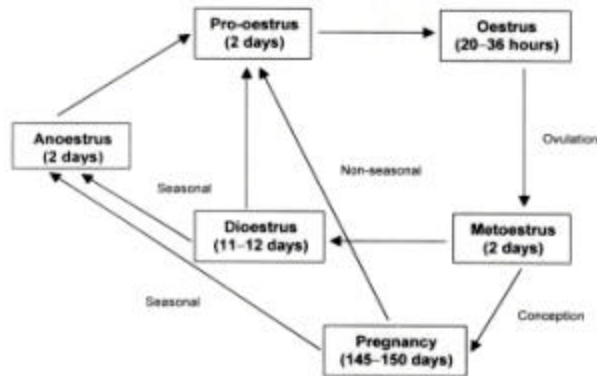 Pro-oestrus
(2 days)
Oestrus
(20–36 hours)
Anoestrus
(2 days)
Ovulation
Seasonal
Non-seasonal
Dioestrus
(11–12 days)
Metoestrus
(2 days)
Seasonal
Conception
Pregnancy
(145–150 days)